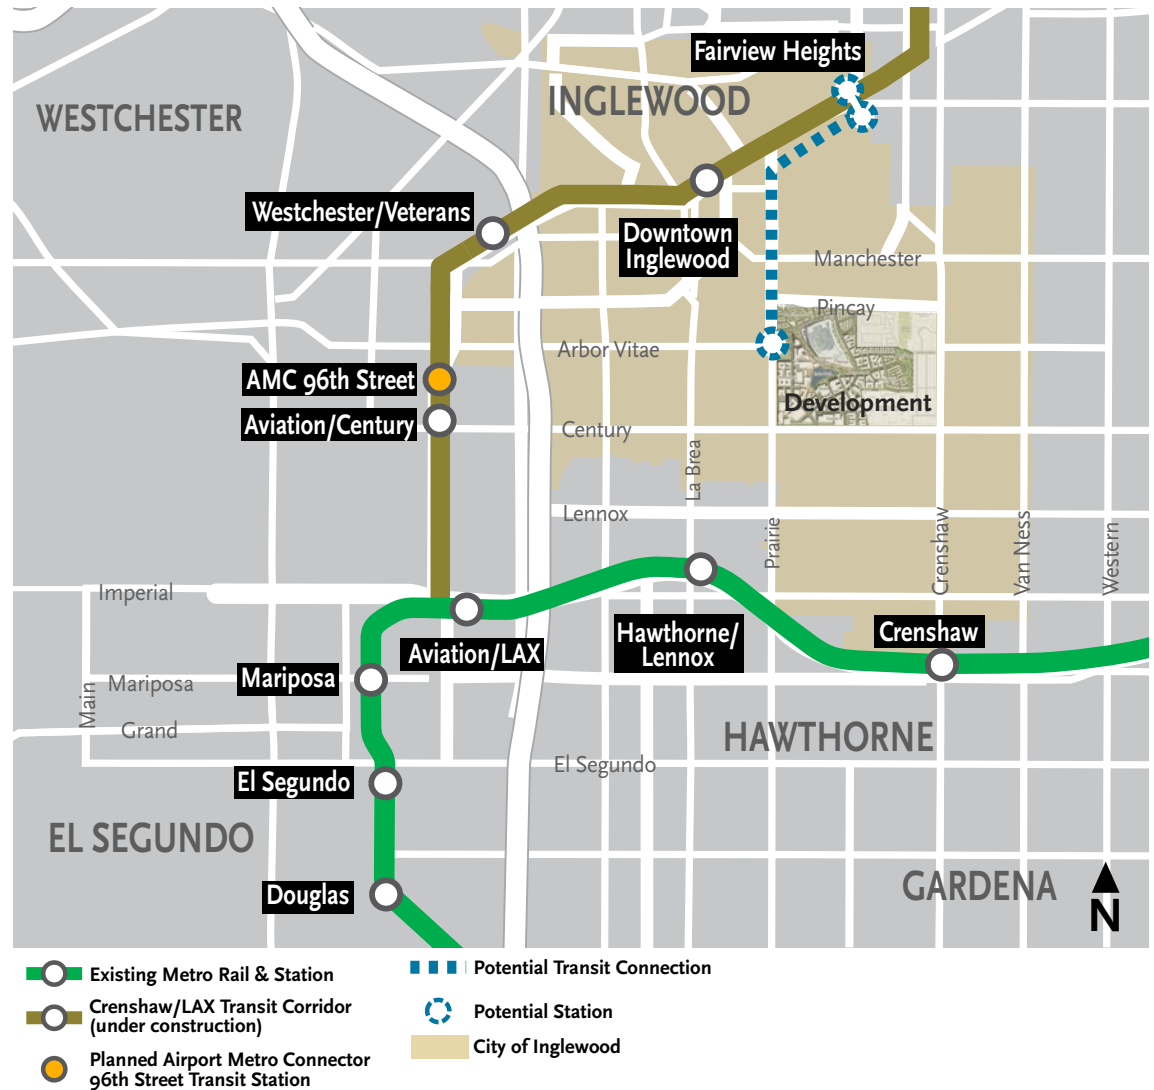 Fairview Heights
WESTCHESTER
INGLEWOOD
Westchester/Veterans
Downtown
Inglewood
Manchester
Pincay
Arbor Vitae
AMC 96th Street
Development
Aviation/Century
Century
La Brea
Lennox
Prairie
Crenshaw
Van Ness
Western
Imperial
Hawthorne/
Lennox
Crenshaw
Aviation/LAX
Mariposa
Mariposa
Main
Grand
HAWTHORNE
El Segundo
El Segundo
EL SEGUNDO
Douglas
GARDENA
N
Existing Metro Rail & Station
Crenshaw/LAX Transit Corridor
(under construction)
Planned Airport Metro Connector
96th Street Transit Station
Potential Transit Connection
Potential Station
City of Inglewood